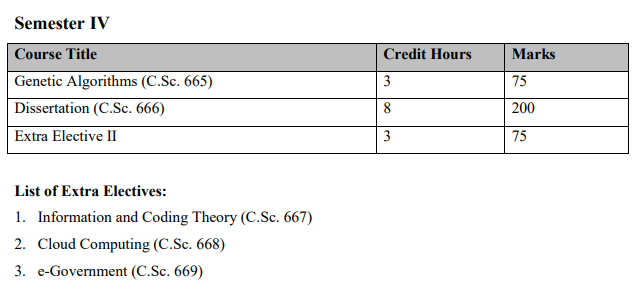 Semester IV
Course Title Credit Hours Marks
Genetic Algorithms (C.Sc. 665) 3 75
Dissertation (C.Sc. 666) 8 200
Extra Elective II 3 75
List of Extra Electives:
1. Information and Coding Theory (C.Sc. 667)
2. Cloud Computing (C.Sc. 668)
3. e-Government (C.Sc. 669)